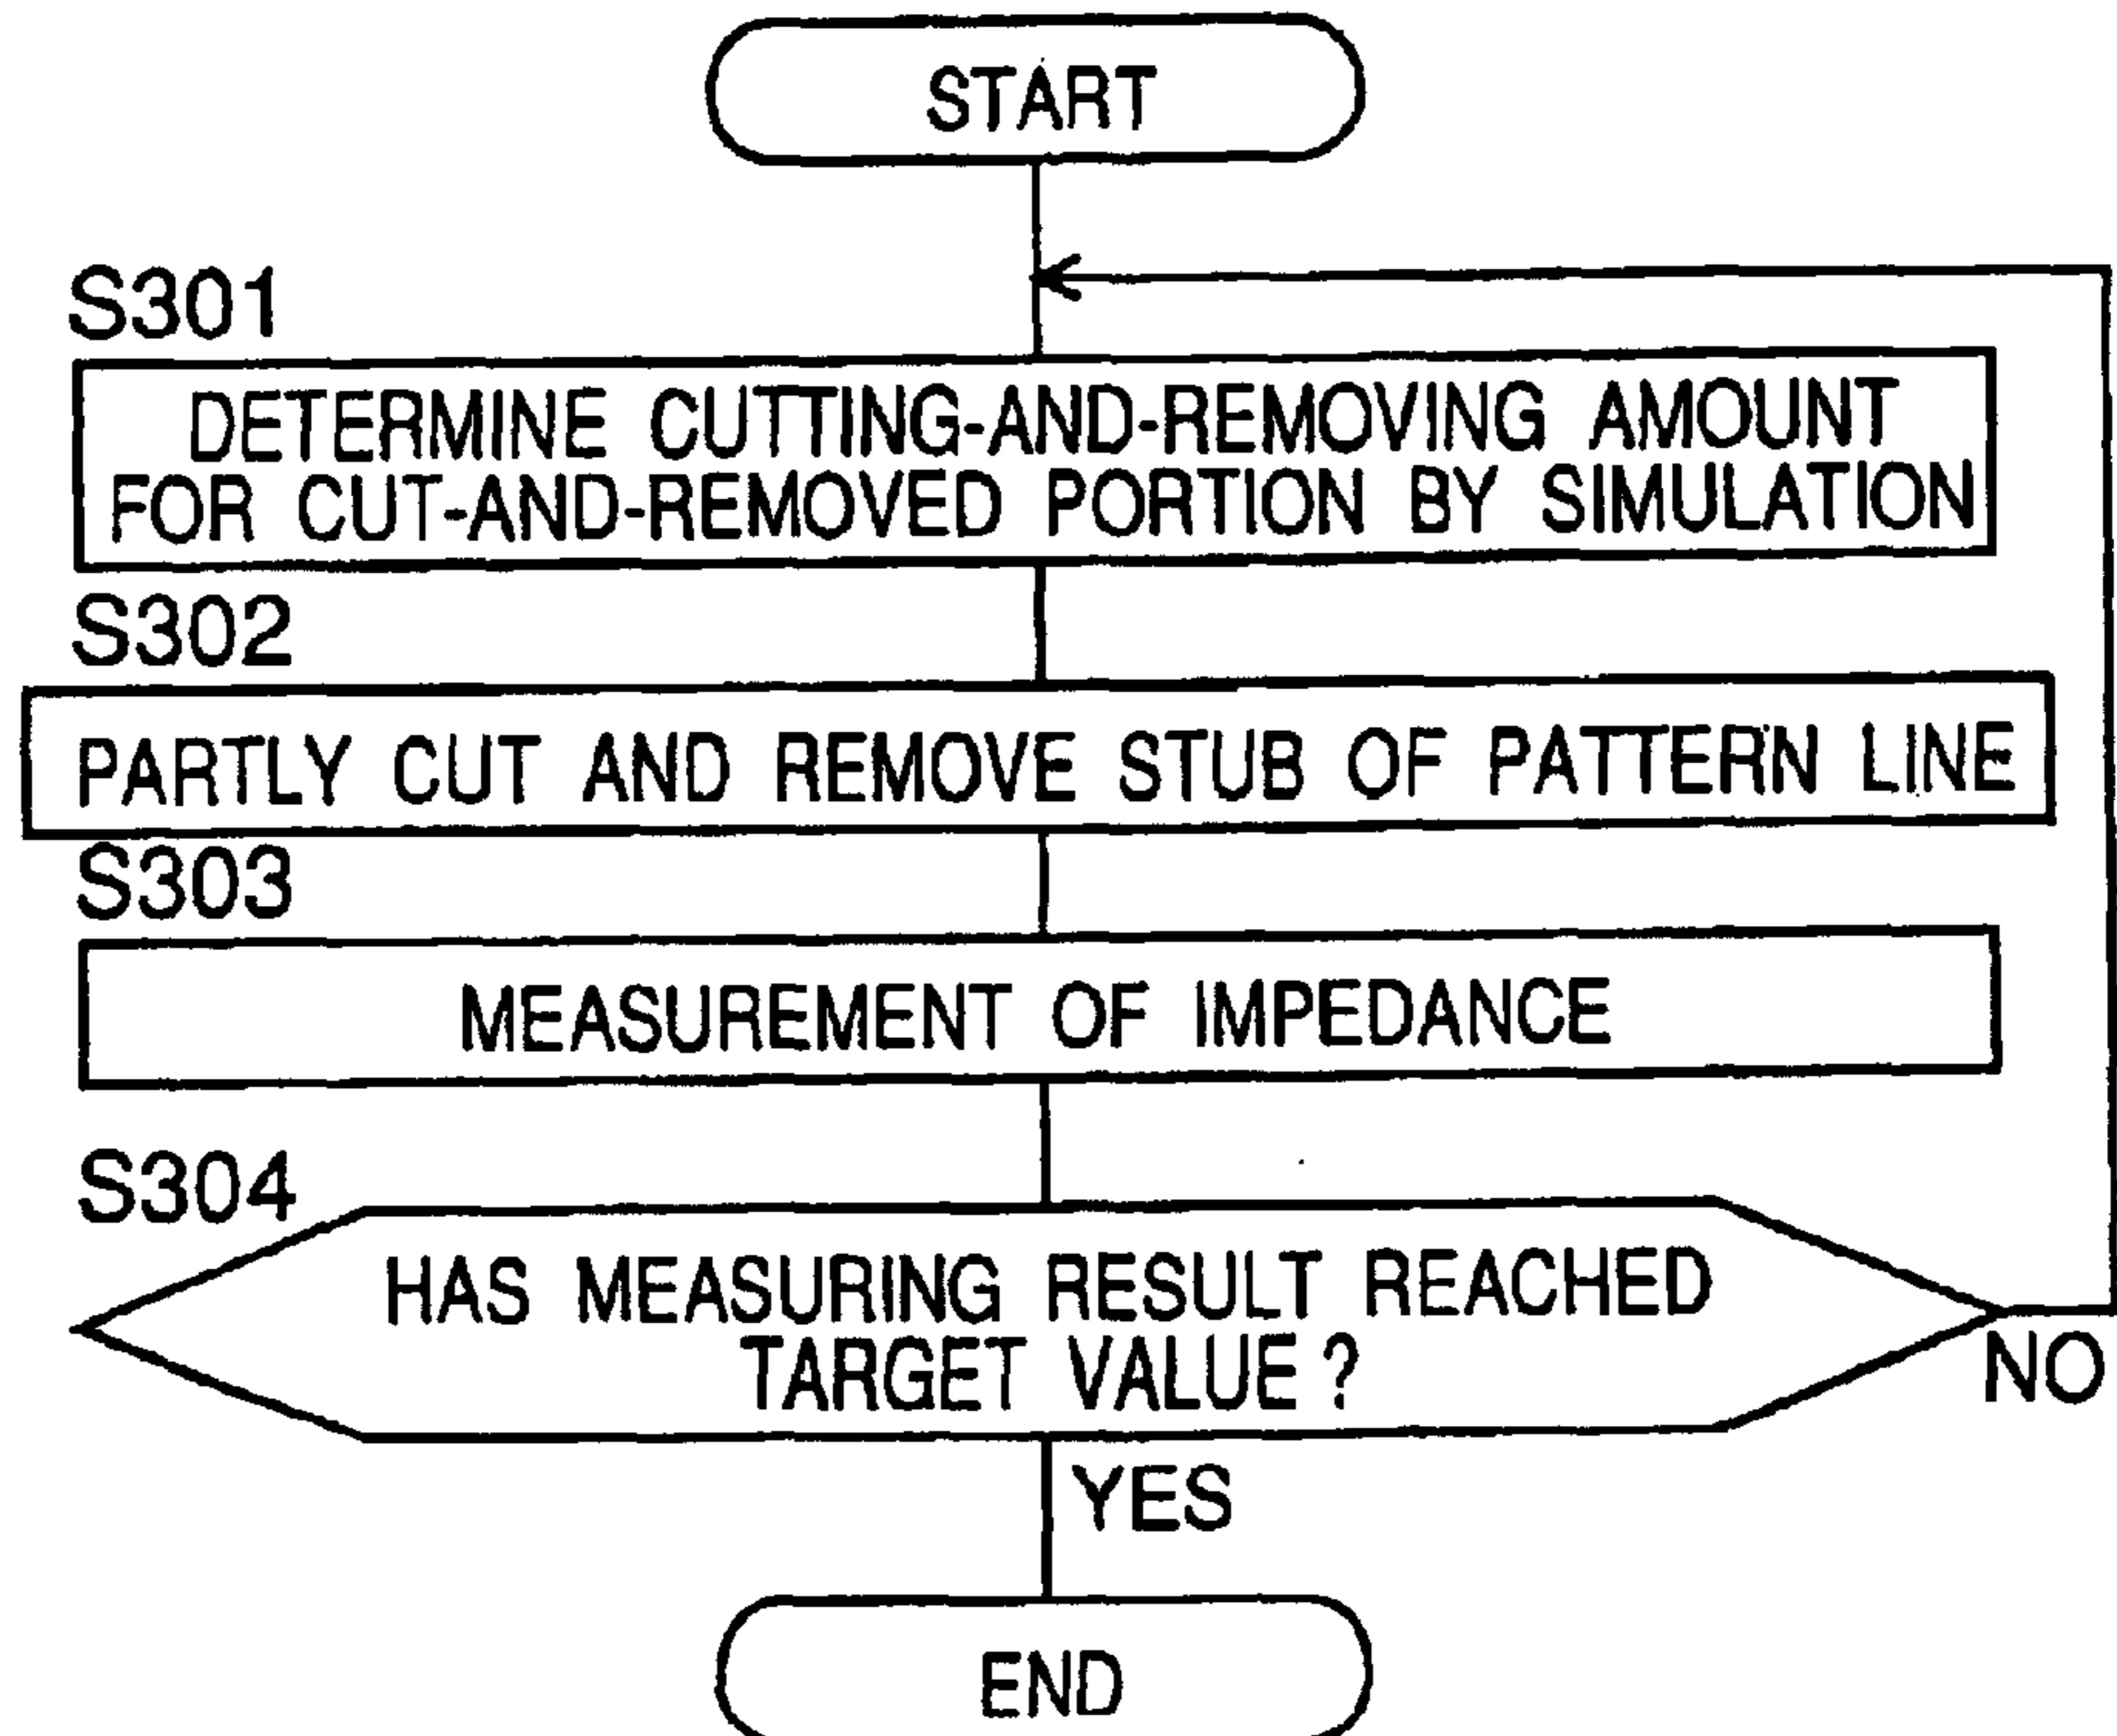 START
S301
DETERMINE CUTTING-AND-REMOVING AMOUNT
FOR CUT-AND-REMOVED PORTION BY SIMULATION
S302
PARTLY CUT AND REMOVE STUB OF PATTERN LINE
S303
MEASUREMENT OF IMPEDANCE
S304
HAS MEASURING RESULT REACHED
TARGET VALUE ?
NO
YES
END